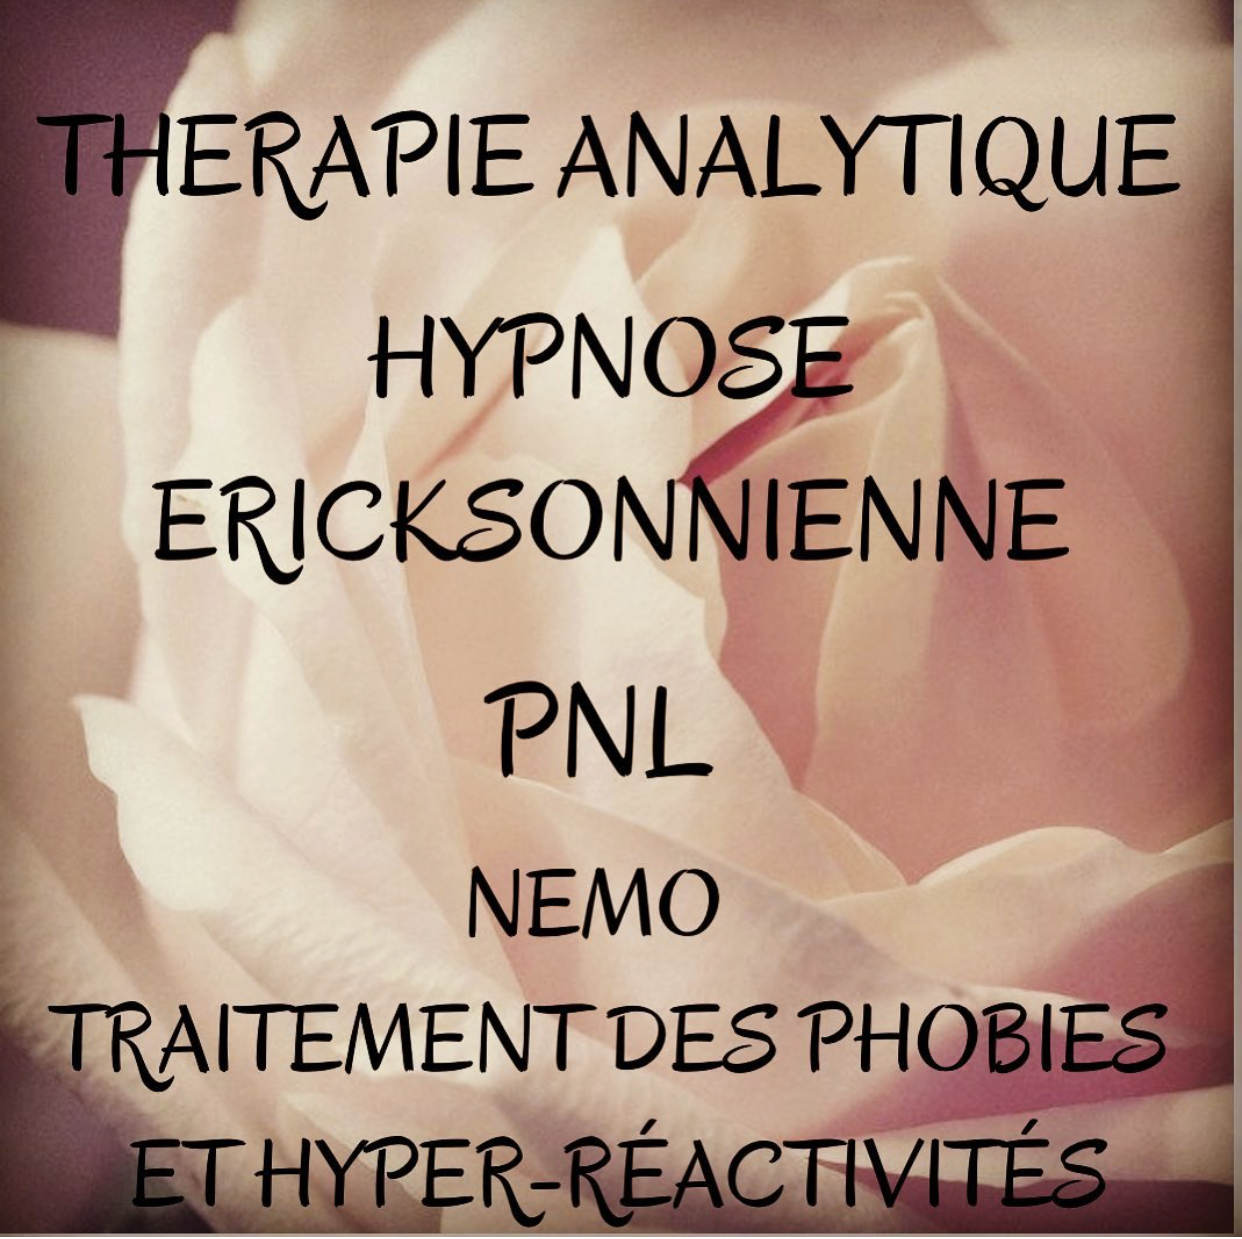 THERAPIE ANALYTIQUE
HYPNOSE
ERICKSONNIENNE
PNL
NEMO
TRAITEMENT DES PHOBIES
ET HYPER-RÉACTIVITÉS